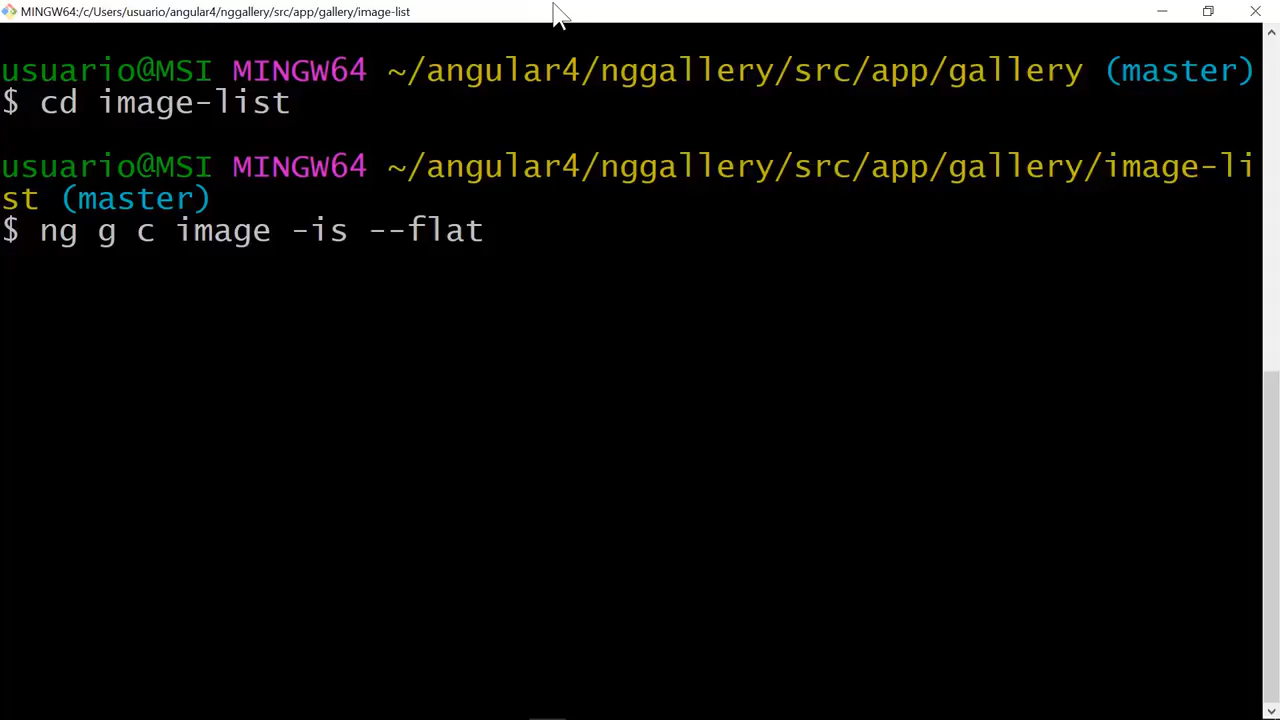 MINGW64:/c/Users/usuario/angular4/nggallery/src/app/gallery/image-list
usuario@MSI MINGW64 ~/angular4/nggallery/src/app/gallery (master)
$ cd image-list
usuario@MSI MINGW64 ~/angular4/nggallery/src/app/gallery/image-li
st (master)
$ ng g c image -is --flat